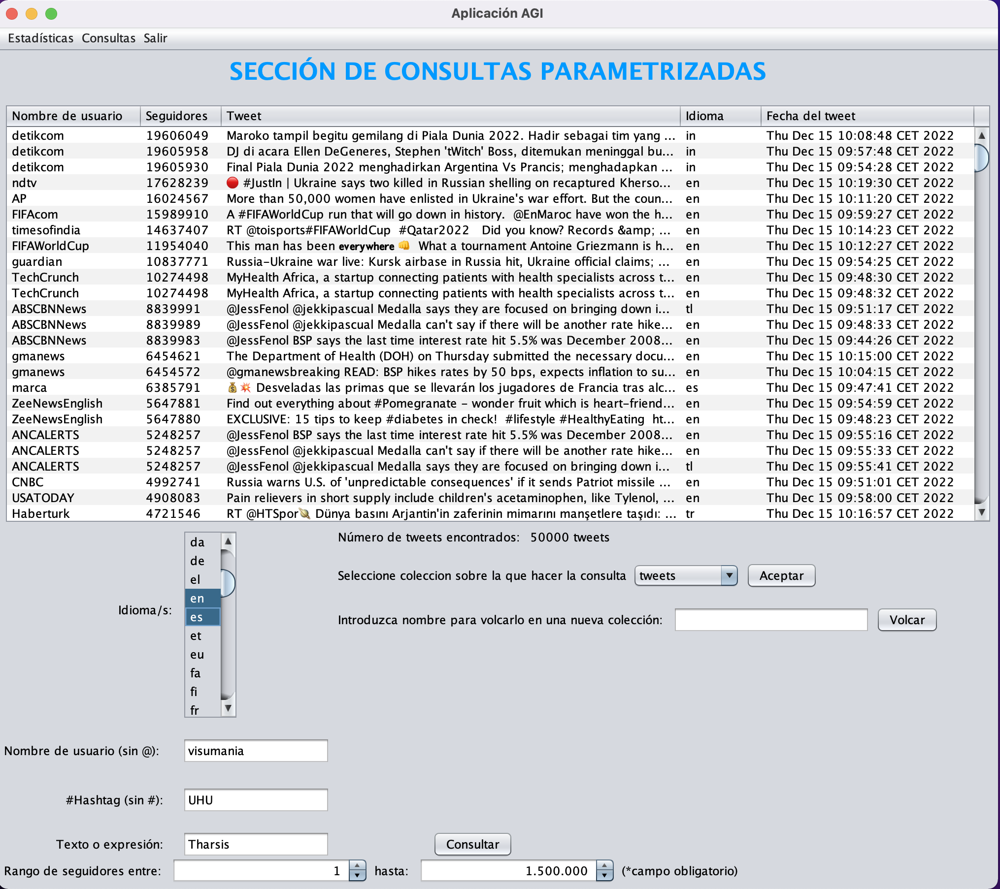 Aplicación AGI
Estadísticas Consultas Salir
SECCIÓN DE CONSULTAS PARAMETRIZADAS
Nombre de usuario Seguidores Tweet Idioma Fecha del tweet
detikcom 19606049 Maroko tampil begitu gemilang di Piala Dunia 2022. Hadir sebagai tim yang ... in Thu Dec 15 10:08:48 CET 2022
detikcom 19605958 DJ di acara Ellen DeGeneres, Stephen 'tWitch' Boss, ditemukan meninggal bu... in Thu Dec 15 09:57:48 CET 2022
detikcom 19605930 Final Piala Dunia 2022 menghadirkan Argentina Vs Prancis; menghadapkan ... in Thu Dec 15 09:54:28 CET 2022
ndtv 17628239 🔴 #JustIn | Ukraine says two killed in Russian shelling on recaptured Kherso... en Thu Dec 15 10:19:30 CET 2022
AP 16024567 More than 50,000 women have enlisted in Ukraine's war effort. But the coun... en Thu Dec 15 10:11:20 CET 2022
FIFAcom 15989910 A #FIFAWorldCup run that will go down in history. @EnMaroc have won the h... en Thu Dec 15 09:59:27 CET 2022
timesofindia 14637407 RT @toisports#FIFAWorldCup #Qatar2022 Did you know? Records &amp; ... en Thu Dec 15 10:14:23 CET 2022
FIFAWorldCup 11954040 This man has been everywhere 👊 What a tournament Antoine Griezmann is h... en Thu Dec 15 10:12:27 CET 2022
guardian 10837771 Russia-Ukraine war live: Kursk airbase in Russia hit, Ukraine official claims; ... en Thu Dec 15 09:54:25 CET 2022
TechCrunch 10274498 MyHealth Africa, a startup connecting patients with health specialists across t... en Thu Dec 15 09:48:30 CET 2022
TechCrunch 10274498 MyHealth Africa, a startup connecting patients with health specialists across t... en Thu Dec 15 09:48:32 CET 2022
ABSCBNNews 8839991 @JessFenol @jekkipascual Medalla says they are focused on bringing down i... tl Thu Dec 15 09:51:17 CET 2022
ABSCBNNews 8839989 @JessFenol @jekkipascual Medalla can't say if there will be another rate hike... en Thu Dec 15 09:48:33 CET 2022
ABSCBNNews 8839983 @JessFenol BSP says the last time interest rate hit 5.5% was December 2008... en Thu Dec 15 09:44:26 CET 2022
gmanews 6454621 The Department of Health (DOH) on Thursday submitted the necessary docu... en Thu Dec 15 10:15:00 CET 2022
gmanews 6454572 @gmanewsbreaking READ: BSP hikes rates by 50 bps, expects inflation to su... en Thu Dec 15 10:04:15 CET 2022
marca 6385791 💰💥 Desveladas las primas que se llevarán los jugadores de Francia tras alc... es Thu Dec 15 09:47:41 CET 2022
ZeeNewsEnglish 5647881 Find out everything about #Pomegranate - wonder fruit which is heart-friend... en Thu Dec 15 09:54:59 CET 2022
ZeeNewsEnglish 5647880 EXCLUSIVE: 15 tips to keep #diabetes in check! #lifestyle #HealthyEating ht... en Thu Dec 15 09:48:23 CET 2022
ANCALERTS 5248257 @JessFenol BSP says the last time interest rate hit 5.5% was December 2008... en Thu Dec 15 09:55:16 CET 2022
ANCALERTS 5248257 @JessFenol @jekkipascual Medalla can't say if there will be another rate hike... en Thu Dec 15 09:55:33 CET 2022
ANCALERTS 5248257 @JessFenol @jekkipascual Medalla says they are focused on bringing down i... tl Thu Dec 15 09:55:41 CET 2022
CNBC 4992741 Russia warns U.S. of 'unpredictable consequences' if it sends Patriot missile ... en Thu Dec 15 09:51:01 CET 2022
USATODAY 4908083 Pain relievers in short supply include children's acetaminophen, like Tylenol, ... en Thu Dec 15 09:58:00 CET 2022
Haberturk 4721546 RT @HTSpor🪐 Dünya basını Arjantin'in zaferinin mimarını manşetlere taşıdı: ... tr Thu Dec 15 10:16:57 CET 2022
Idioma/s:
da
de
el
en
es
et
eu
fa
fi
fr
Número de tweets encontrados: 50000 tweets
Seleccione coleccion sobre la que hacer la consulta tweets Aceptar
Introduzca nombre para volcarlo en una nueva colección: Volcar
Nombre de usuario (sin @): visumania
#Hashtag (sin #): UHU
Texto o expresión: Tharsis Consultar
Rango de seguidores entre: 1 hasta: 1.500.000 (*campo obligatorio)